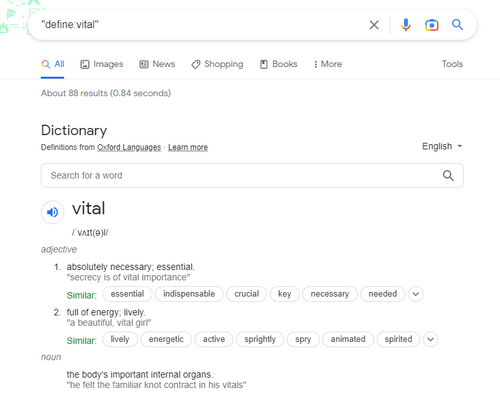 "define:vital"
All Images News Shopping Books More Tools
About 88 results (0.84 seconds)
Dictionary
Definitions from Oxford Languages · Learn more
English
Search for a word
vital
/ˈvʌɪt(ə)l/
adjective
1. absolutely necessary; essential.
"secrecy is of vital importance"
Similar: essential indispensable crucial key necessary needed
2. full of energy; lively.
"a beautiful, vital girl"
Similar: lively energetic active sprightly spry animated spirited
noun
the body's important internal organs.
"he felt the familiar knot contract in his vitals"